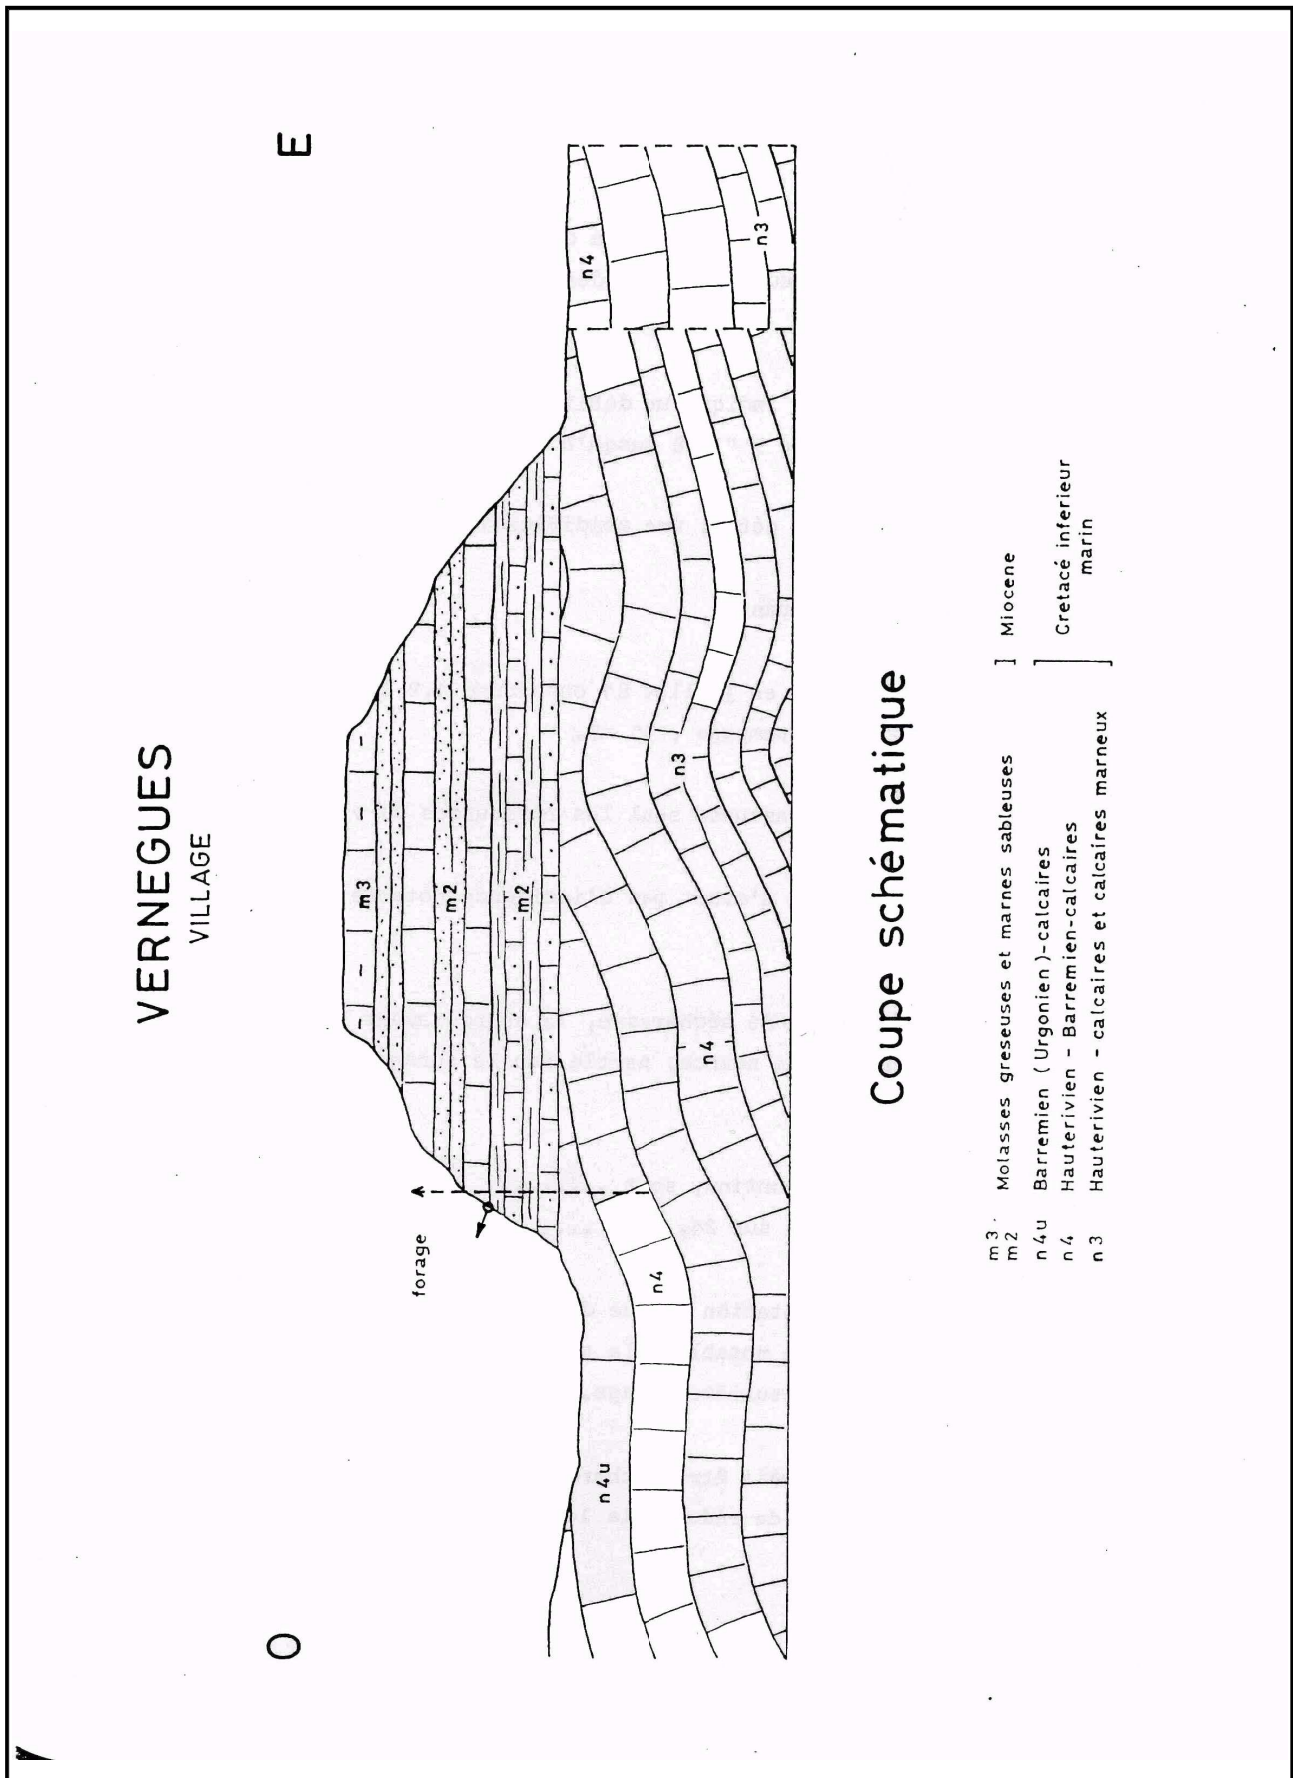 VERNEGUES
VILLAGE
O
E
forage
m3
m2
m2
n4u
n4
n4
n3
n4
n3
Coupe schématique
m3. Molasses greseuses et marnes sableuses ] Miocene
m2
n4u Barremien (Urgonien)-calcaires
n4 Hauterivien - Barremien-calcaires
n3 Hauterivien - calcaires et calcaires marneux
Cretacé inferieur
marin